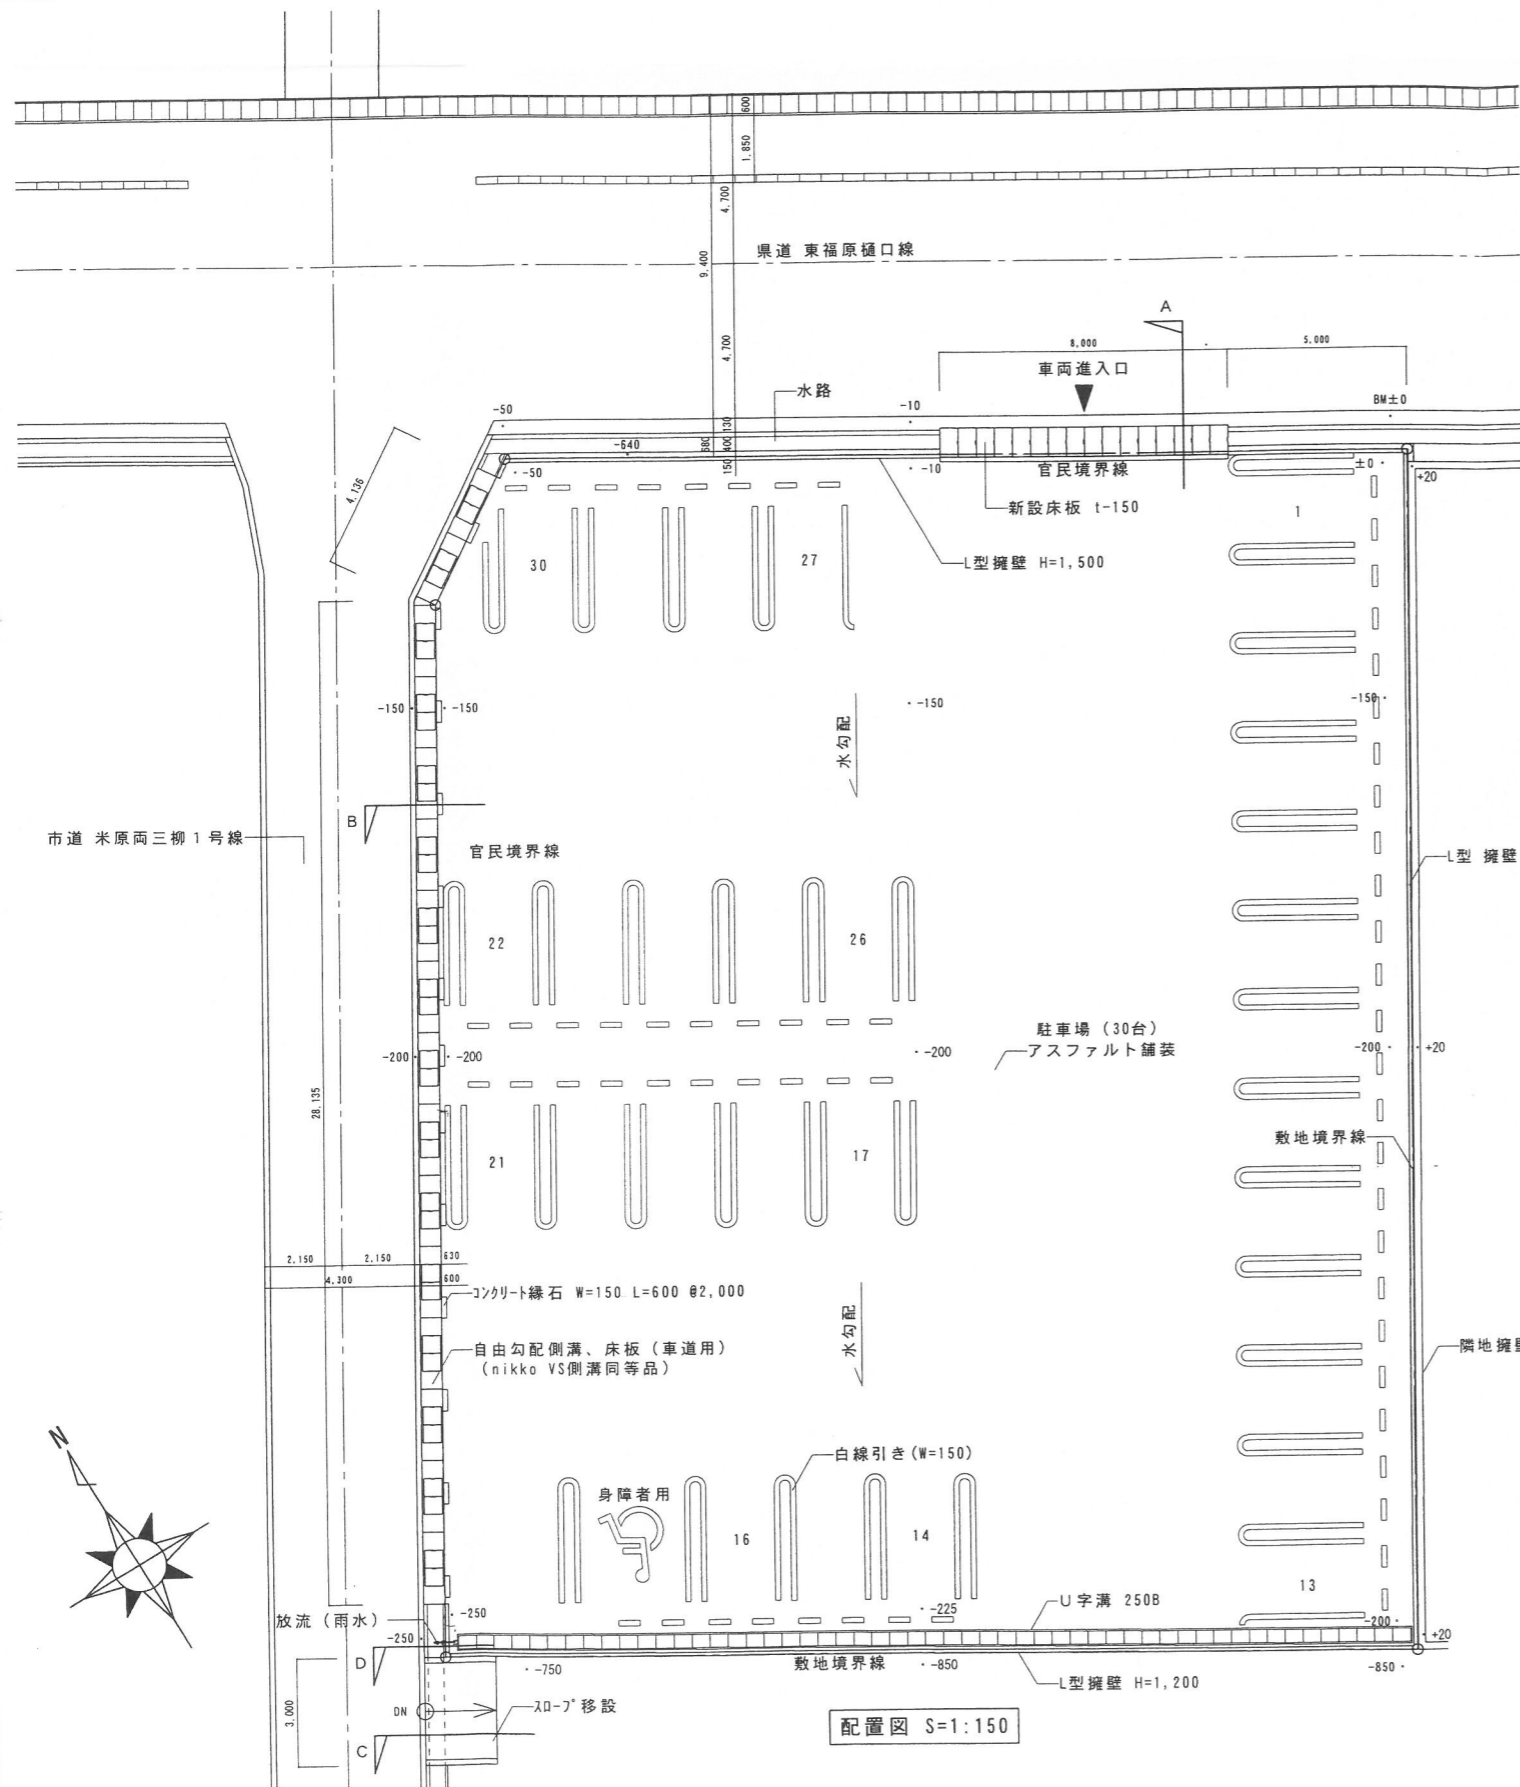 600
1,850
4,700
県道 東福原樋口線
9,400
A
4,700
8,000
5,000
車両進入口
水路
-50
-10
BM±0
130
-640
680
400
150
-50
-10
官民境界線
±0
+20
4,136
新設床板 t-150
1
30
27
L型擁壁 H=1,500
-150
-150
-150
-150
水勾配
B
市道 米原両三柳1号線
官民境界線
L型 擁壁
22
26
駐車場(30台)
アスファルト舗装
-200
-200
-200
-200
+20
28,135
敷地境界線
21
17
2,150
2,150
630
4,300
600
コンクリート縁石 W=150 L=600 @2,000
水勾配
自由勾配側溝、床板(車道用)
(nikko VS側溝同等品)
隣地擁壁
N
白線引き(W=150)
身障者用
16
14
13
U字溝 250B
放流(雨水)
-250
-225
-200
-250
+20
D
敷地境界線
-750
-850
-850
L型擁壁 H=1,200
3,000
DN
スロープ移設
C
配置図 S=1:150